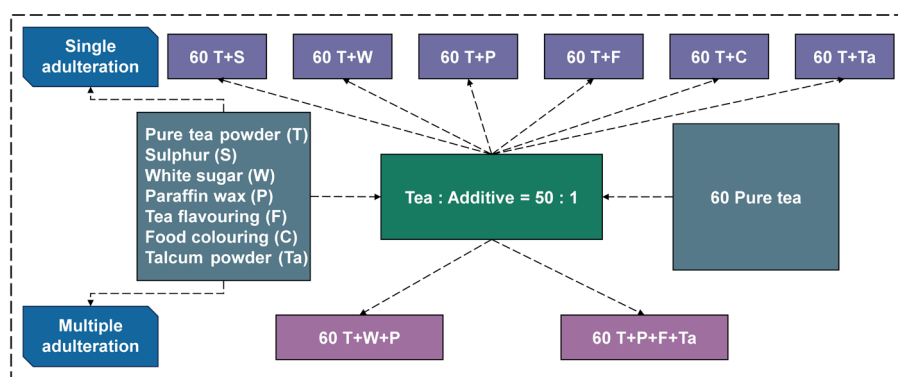 Single
adulteration
60 T+S
60 T+W
60 T+P
60 T+F
60 T+C
60 T+Ta
Pure tea powder (T)
Sulphur (S)
White sugar (W)
Paraffin wax (P)
Tea flavouring (F)
Food colouring (C)
Talcum powder (Ta)
Tea : Additive = 50 : 1
60 Pure tea
Multiple
adulteration
60 T+W+P
60 T+P+F+Ta